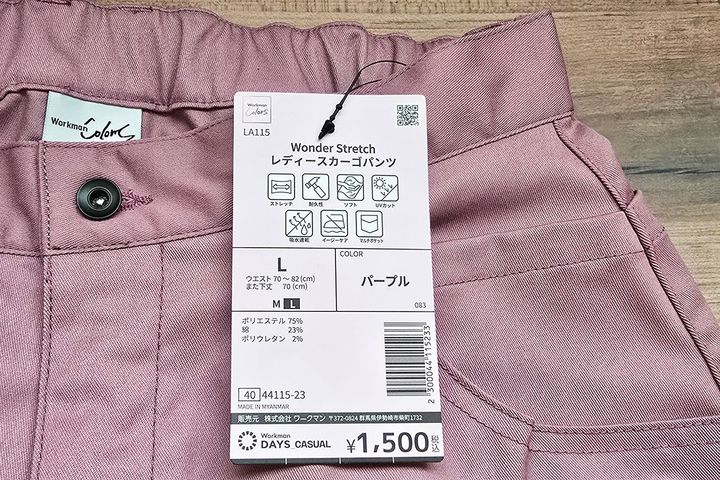 Workman Colors
Workman
Colors
LA115
Wonder Stretch
レディースカーゴパンツ
ストレッチ 耐久性 ソフト UVカット
吸水速乾 イージーケア マルチポケット
L
ウエスト 70～82(cm)
また下丈 70(cm)
M L
COLOR
パープル
083
ポリエステル 75%
綿 23%
ポリウレタン 2%
40 44115-23
MADE IN MYANMAR
2 300044 115233
販売元 株式会社 ワークマン 〒372-0824 群馬県伊勢崎市柴町1732
Workman
DAYS_CASUAL
¥1,500